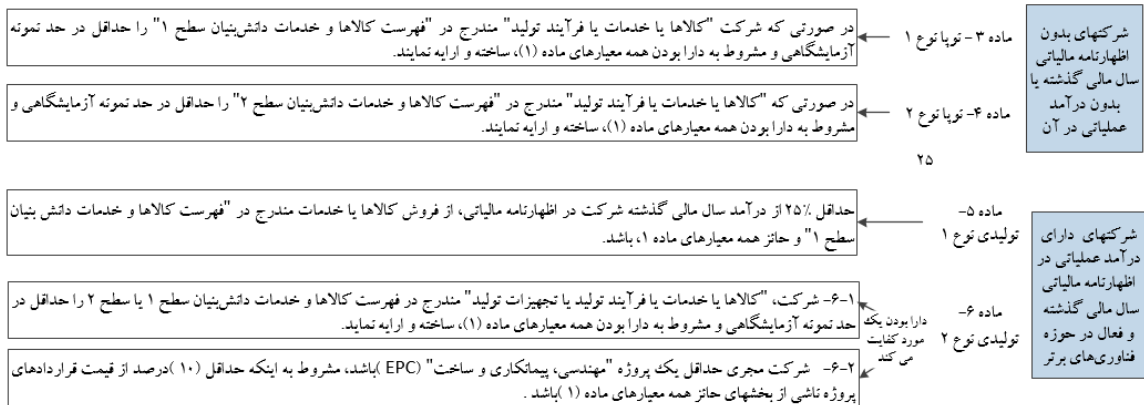 شرکتهای بدون
اظهارنامه مالیاتی
سال مالی گذشته یا
بدون درآمد
عملیاتی در آن
ماده ۳- نوپا نوع ۱
در صورتی که شرکت "کالاها یا خدمات یا فرآیند تولید" مندرج در "فهرست کالاها و خدمات دانش‌بنیان سطح ۱" را حداقل در حد نمونه
آزمایشگاهی و مشروط به دارا بودن همه معیارهای ماده (۱)، ساخته و ارایه نمایند.
ماده ۴- نوپا نوع ۲
در صورتی که "کالاها یا خدمات یا فرآیند تولید" مندرج در "فهرست کالاها و خدمات دانش‌بنیان سطح ۲" را حداقل در حد نمونه آزمایشگاهی و
مشروط به دارا بودن همه معیارهای ماده (۱)، ساخته و ارایه نمایند.
۲۵
شرکتهای دارای
درآمد عملیاتی در
اظهارنامه مالیاتی
سال مالی گذشته
و فعال در حوزه
فناوری‌های برتر
ماده ۵-
تولیدی نوع ۱
حداقل ۲۵٪ از درآمد سال مالی گذشته شرکت در اظهارنامه مالیاتی، از فروش کالاها یا خدمات مندرج در "فهرست کالاها و خدمات دانش بنیان
سطح ۱" و حائز همه معیارهای ماده ۱، باشد.
ماده ۶-
تولیدی نوع ۲
دارا بودن یک
مورد کفایت
می کند
۶-۱- شرکت، "کالاها یا خدمات یا فرآیند تولید یا تجهیزات تولید" مندرج در فهرست کالاها و خدمات دانش‌بنیان سطح ۱ یا سطح ۲ را حداقل در
حد نمونه آزمایشگاهی و مشروط به دارا بودن همه معیارهای ماده (۱)، ساخته و ارایه نماید.
۶-۲- شرکت مجری حداقل یک پروژه "مهندسی، پیمانکاری و ساخت" (EPC )باشد، مشروط به اینکه حداقل (۱۰ )درصد از قیمت قراردادهای
پروژه ناشی از بخشهای حائز همه معیارهای ماده (۱ )باشد .